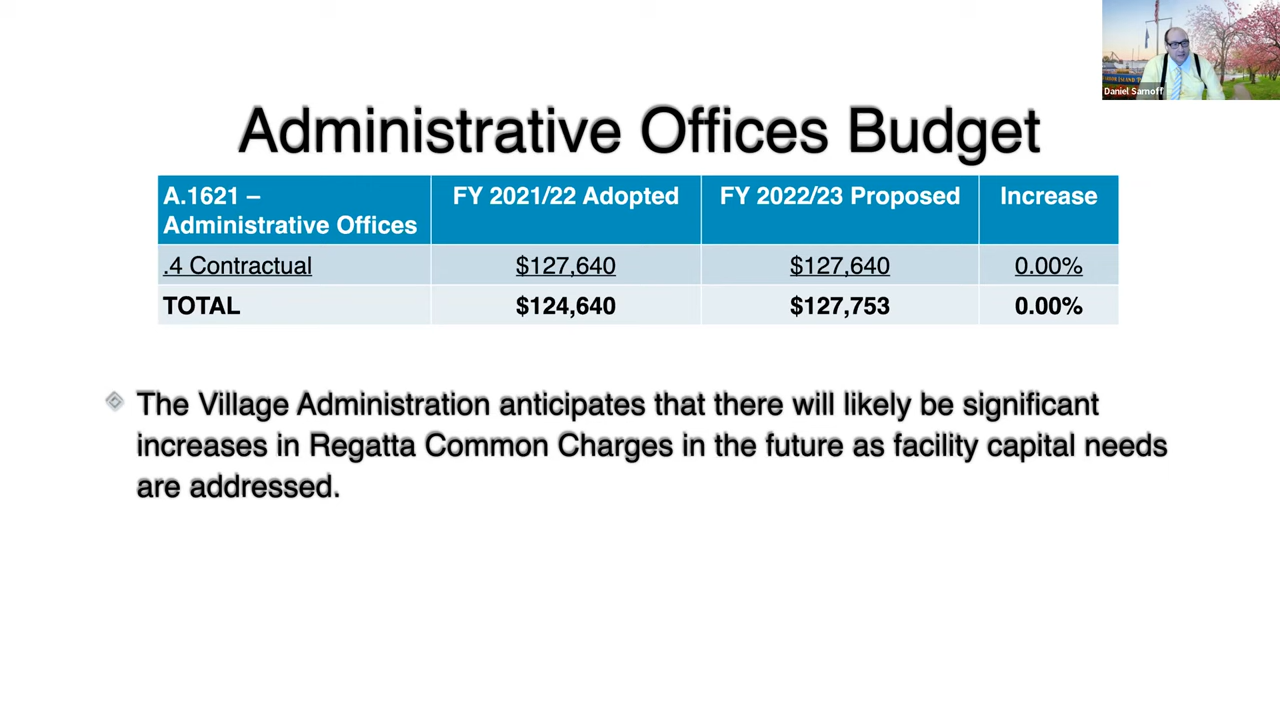 Daniel Sarnoff
Administrative Offices Budget
A.1621 – Administrative Offices FY 2021/22 Adopted FY 2022/23 Proposed Increase
.4 Contractual $127,640 $127,640 0.00%
TOTAL $124,640 $127,753 0.00%
The Village Administration anticipates that there will likely be significant
increases in Regatta Common Charges in the future as facility capital needs
are addressed.